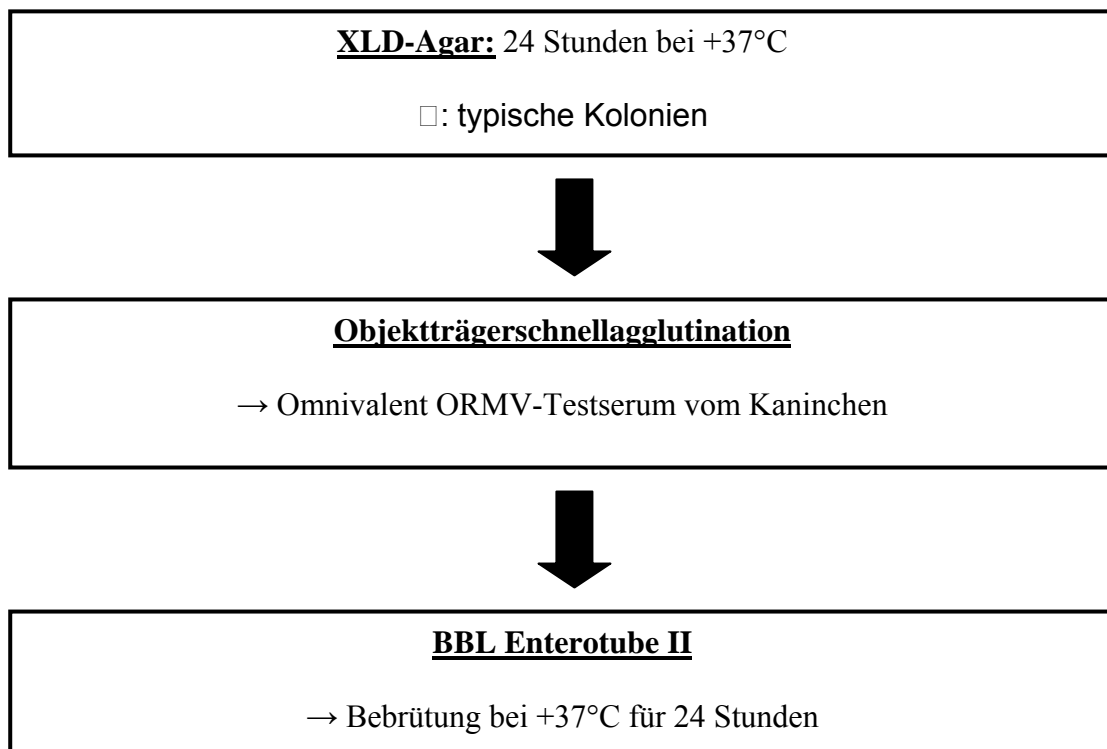 XLD-Agar: 24 Stunden bei +37°C
□: typische Kolonien
Objektträgerschnellagglutination
→ Omnivalent ORMV-Testserum vom Kaninchen
BBL Enterotube II
→ Bebrütung bei +37°C für 24 Stunden